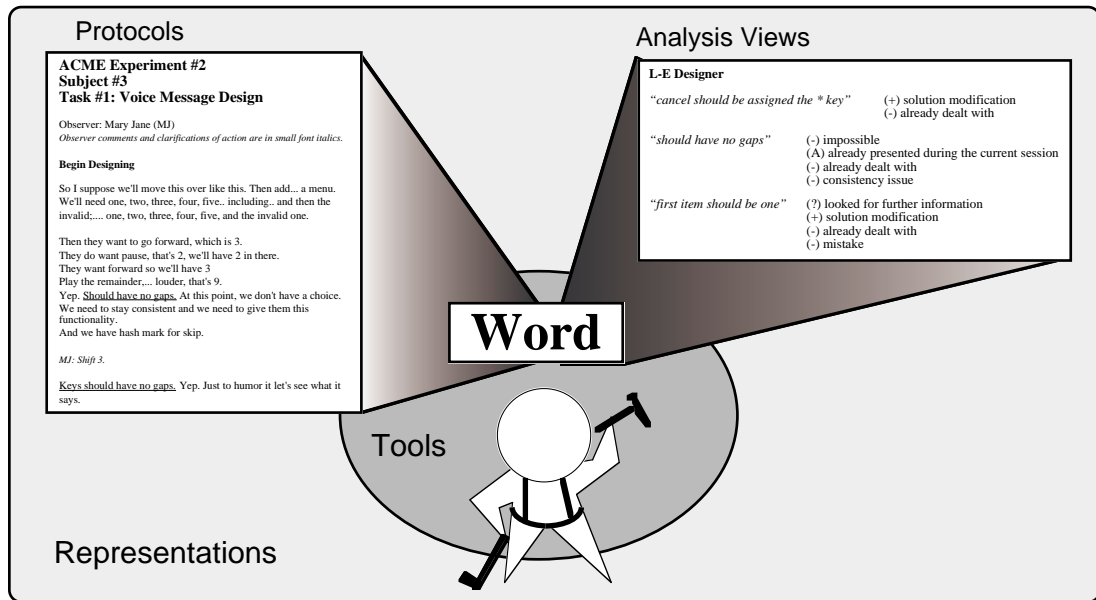 Protocols
ACME Experiment #2
Subject #3
Task #1: Voice Message Design
Observer: Mary Jane (MJ)
Observer comments and clarifications of action are in small font italics.
Begin Designing
So I suppose we'll move this over like this. Then add... a menu.
We'll need one, two, three, four, five.. including.. and then the
invalid;.... one, two, three, four, five, and the invalid one.
Then they want to go forward, which is 3.
They do want pause, that's 2, we'll have 2 in there.
They want forward so we'll have 3
Play the remainder,... louder, that's 9.
Yep. Should have no gaps. At this point, we don't have a choice.
We need to stay consistent and we need to give them this
functionality.
And we have hash mark for skip.
MJ: Shift 3.
Keys should have no gaps. Yep. Just to humor it let's see what it
says.
Analysis Views
L-E Designer
“cancel should be assigned the * key” (+) solution modification
(-) already dealt with
“should have no gaps” (-) impossible
(A) already presented during the current session
(-) already dealt with
(-) consistency issue
“first item should be one” (?) looked for further information
(+) solution modification
(-) already dealt with
(-) mistake
Word
Tools
Representations